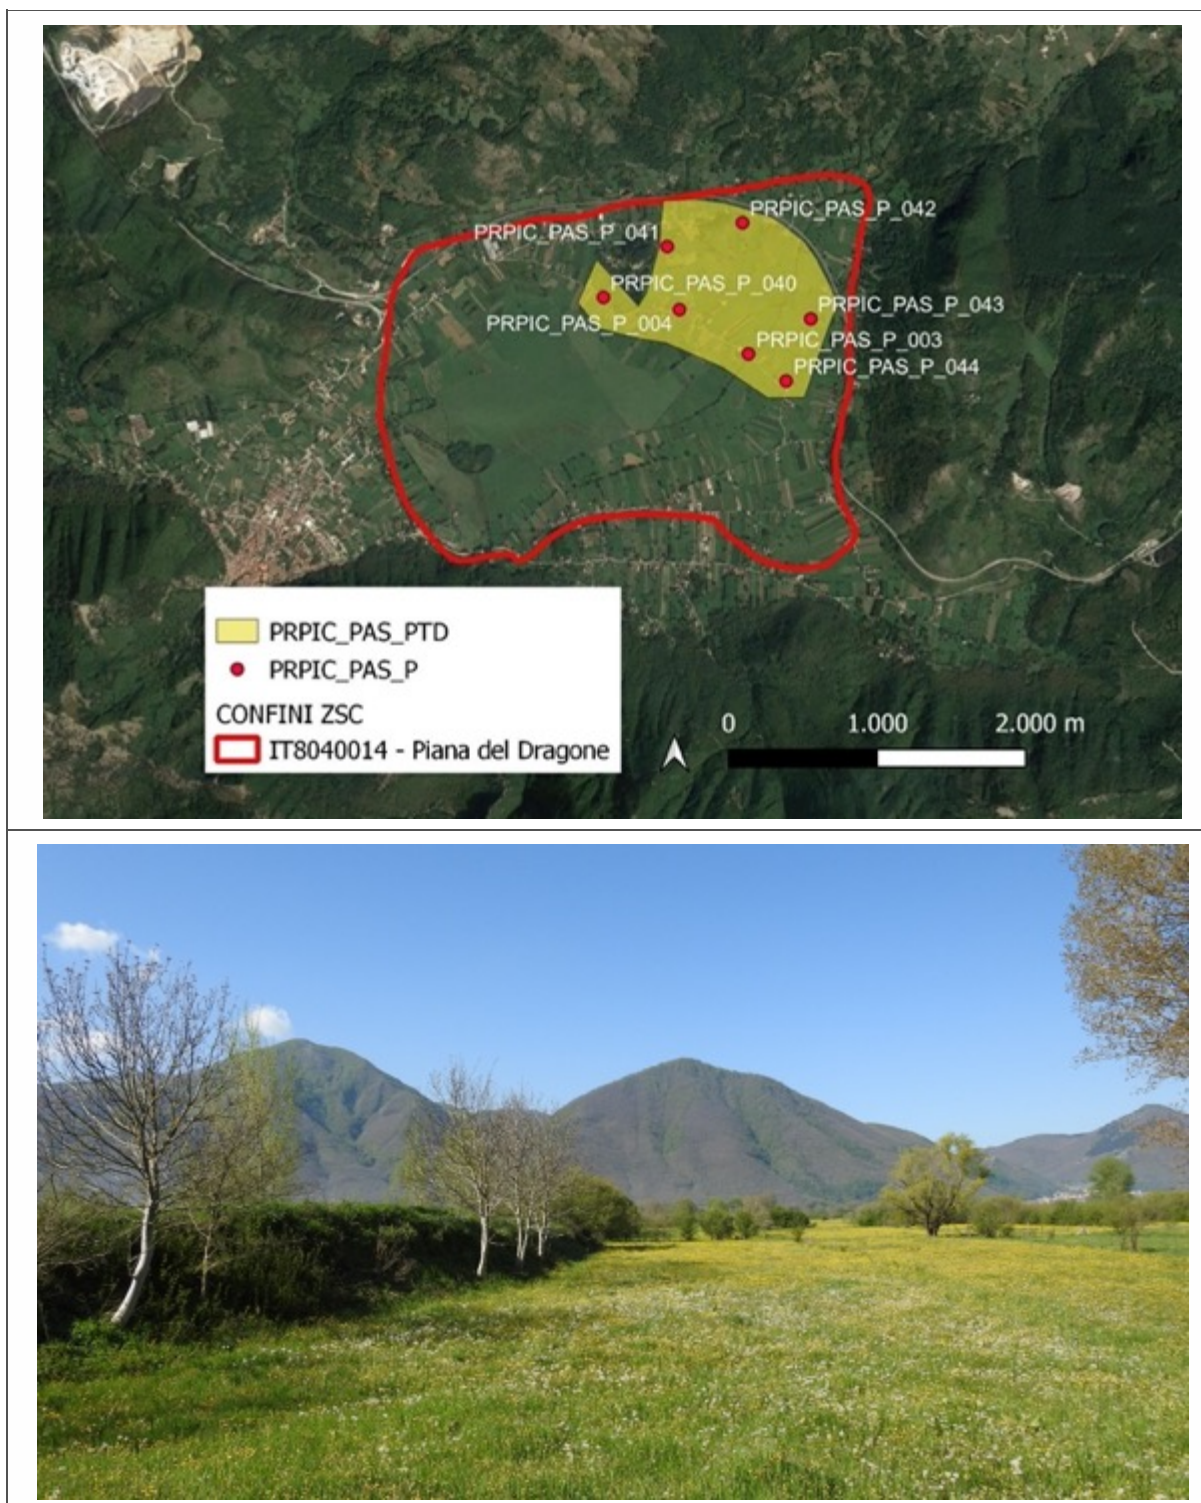 PRPIC_PAS_P_042
PRPIC_PAS_P_041
PRPIC_PAS_P_040
PRPIC_PAS_P_043
PRPIC_PAS_P_004
PRPIC_PAS_P_003
PRPIC_PAS_P_044
PRPIC_PAS_PTD
PRPIC_PAS_P
CONFINI ZSC
IT8040014 - Piana del Dragone
0 1.000 2.000 m